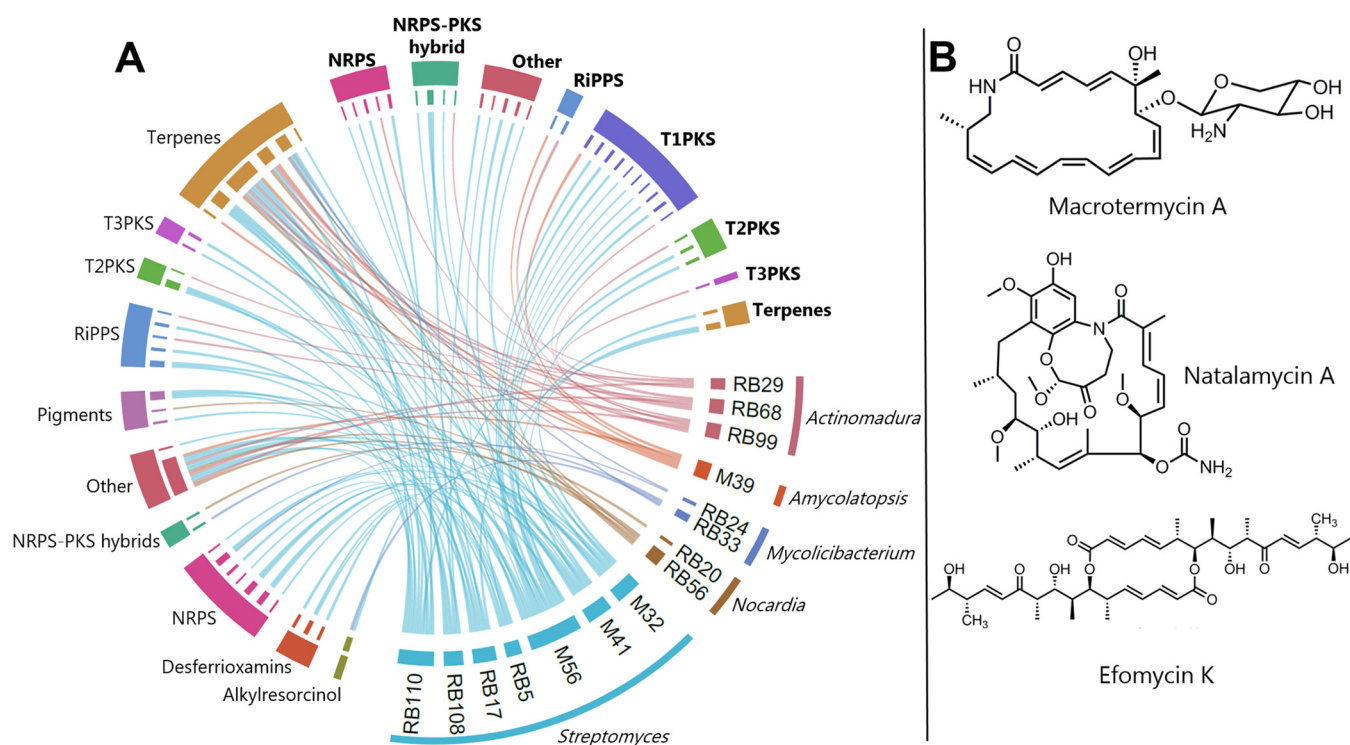 A
NRPS
NRPS-PKS
hybrid
Other
RiPPS
T1PKS
T2PKS
T3PKS
Terpenes
RB29
RB68
RB99
Actinomadura
M39
Amycolatopsis
RB24
RB33
Mycolicibacterium
RB20
RB56
Nocardia
M32
M41
M56
RB5
RB17
RB108
RB110
Streptomyces
Alkylresorcinol
Desferrioxamins
NRPS
NRPS-PKS hybrids
Other
Pigments
RiPPS
T2PKS
T3PKS
Terpenes
B
O
OH
HN
O
O
OH
OH
H₂N
Macrotermycin A
OH
O
O
N
O
O
O
O
O
OH
O
O
O
NH₂
Natalamycin A
OH
CH₃
O
OH
O
O
O
O
OH
O
CH₃
OH
Efomycin K